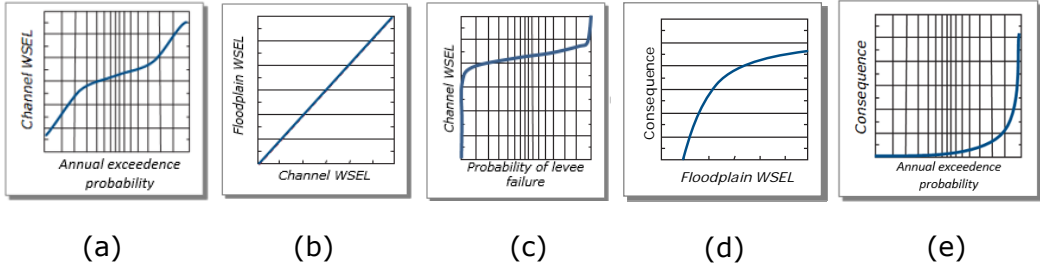 Channel WSEL
Annual exceedence
probability
Floodplain WSEL
Channel WSEL
Channel WSEL
Probability of levee
failure
Consequence
Floodplain WSEL
Consequence
Annual exceedence
probability
(a)
(b)
(c)
(d)
(e)